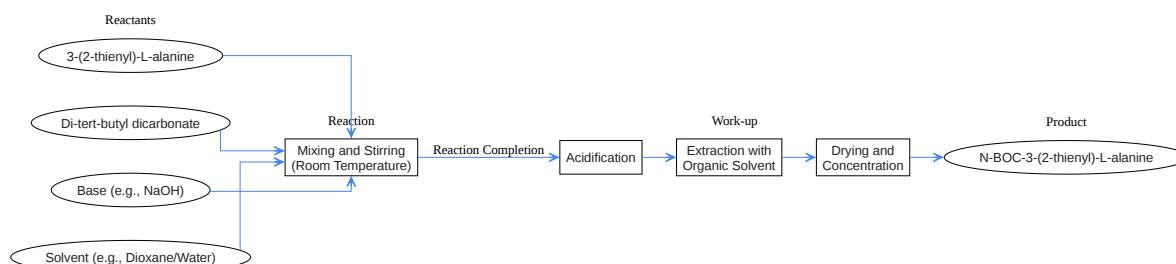 Reactants
3-(2-thienyl)-L-alanine
Di-tert-butyl dicarbonate
Base (e.g., NaOH)
Solvent (e.g., Dioxane/Water)
Reaction
Mixing and Stirring
(Room Temperature)
Reaction Completion
Acidification
Work-up
Extraction with
Organic Solvent
Drying and
Concentration
Product
N-BOC-3-(2-thienyl)-L-alanine